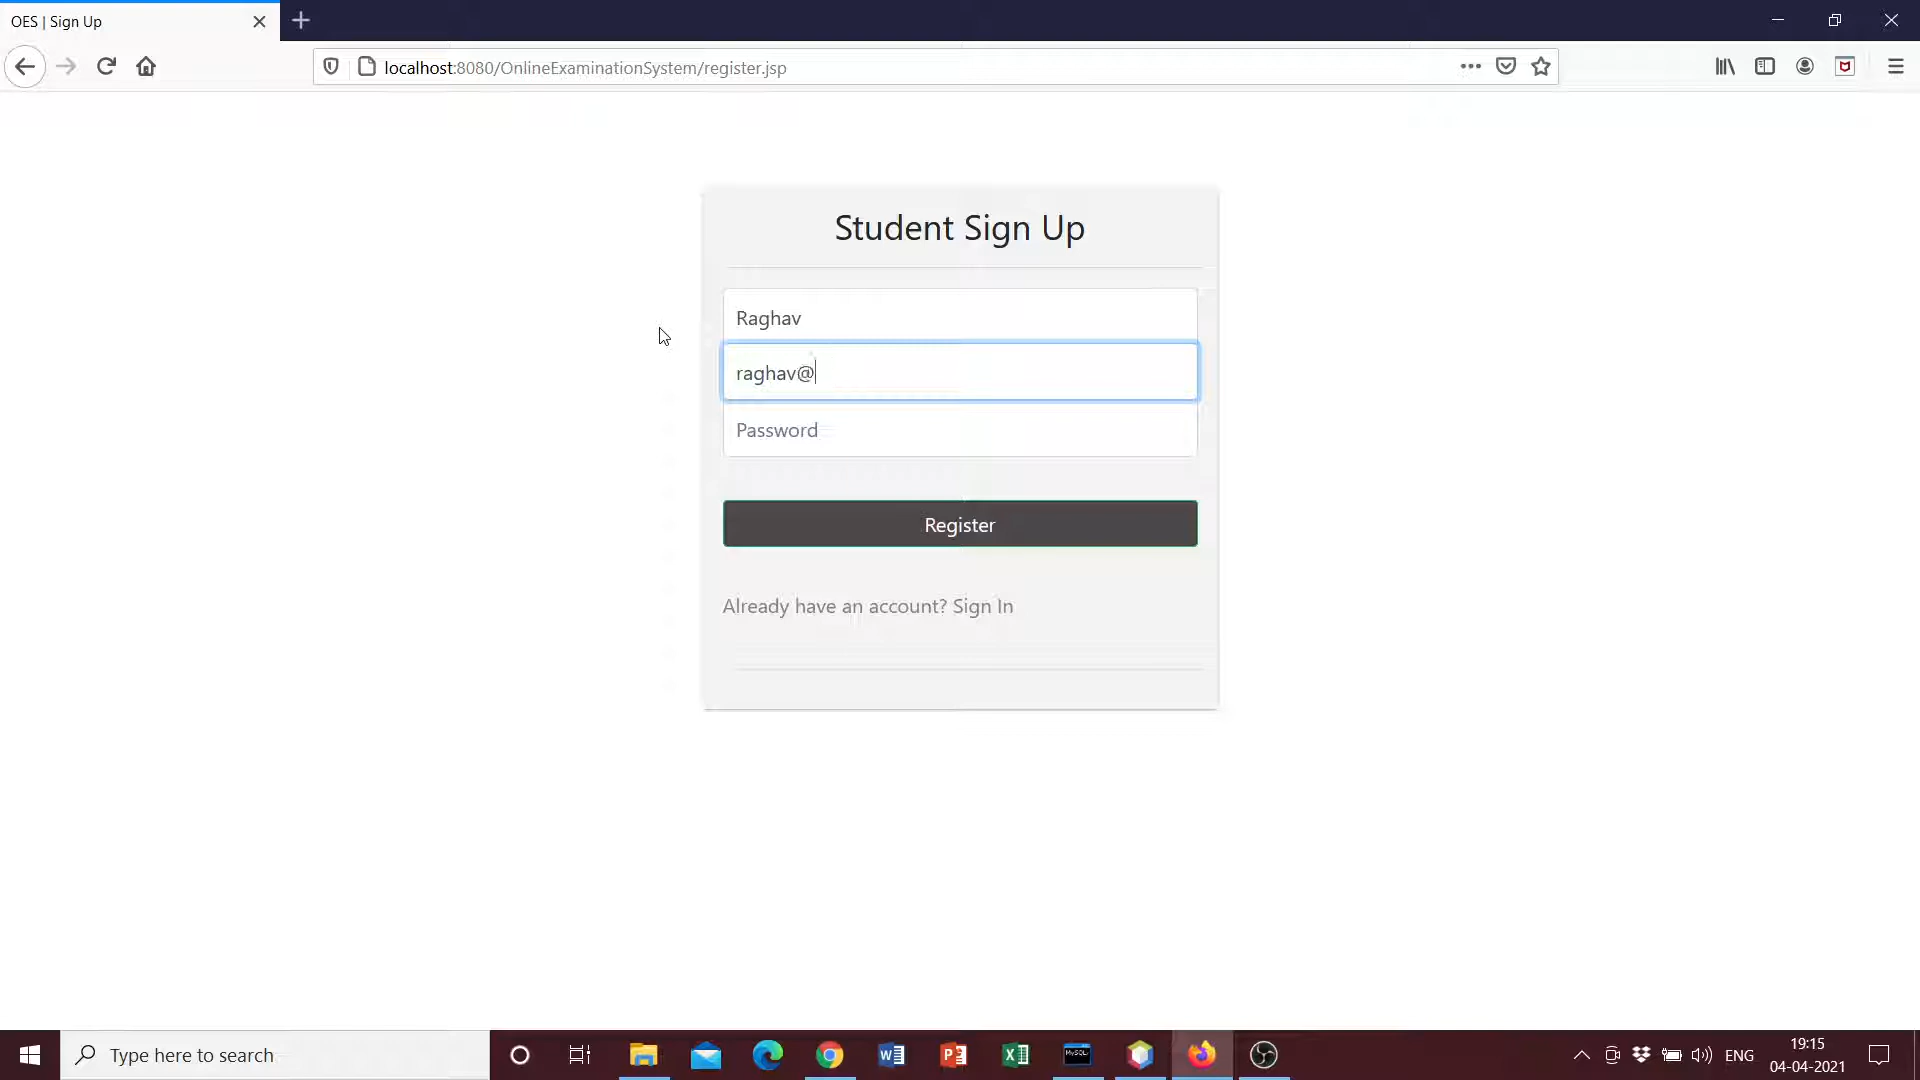 OES | Sign Up
localhost:8080/OnlineExaminationSystem/register.jsp
Student Sign Up
Raghav
raghav@
Password
Register
Already have an account? Sign In
Type here to search
MySQL
ENG
19:15
04-04-2021